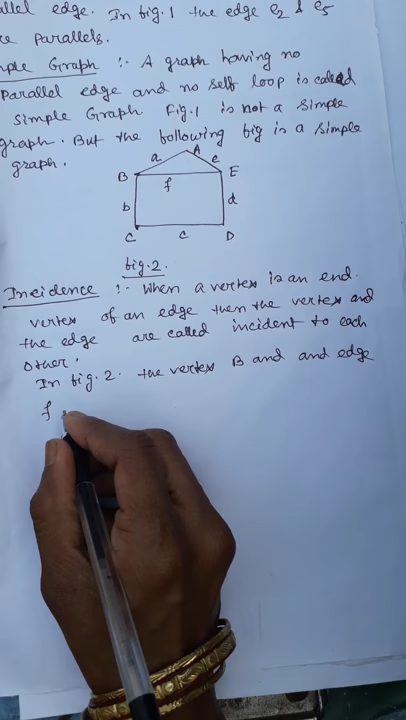 allel edge. In fig.1 the edge e2 & e5
re Parallels.
mple Graph :- A graph having no
Parallel edge and no self loop is called
simple Graph Fig.1 is not a simple
graph. But the following fig is a simple
graph.
A
a e
B E
f
b d
C c D
fig.2.
Incidence :- When a vertex is an end.
vertex of an edge then the vertex and
the edge are called incident to each
other.
In fig.2. the vertex B and and edge
f